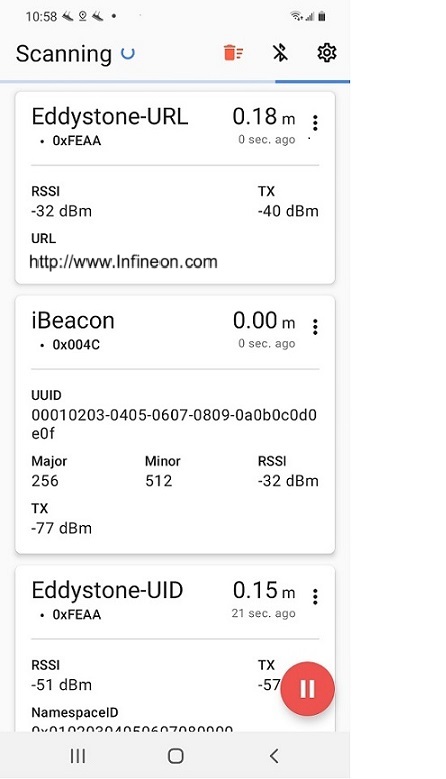 10:58
Scanning
Eddystone-URL 0.18 m
• 0xFEAA 0 sec. ago
RSSI TX
-32 dBm -40 dBm
URL
http://www.Infineon.com
iBeacon 0.00 m
• 0x004C 0 sec. ago
UUID
00010203-0405-0607-0809-0a0b0c0d0
e0f
Major Minor RSSI
256 512 -32 dBm
TX
-77 dBm
Eddystone-UID 0.15 m
• 0xFEAA 21 sec. ago
RSSI TX
-51 dBm -57
NamespaceID